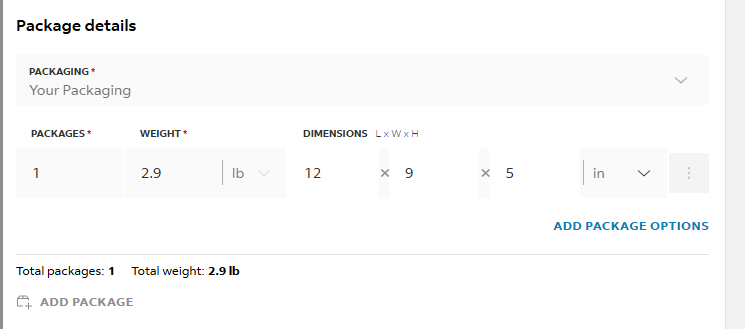 Package details
PACKAGING *
Your Packaging
PACKAGES * WEIGHT * DIMENSIONS L x W x H
1 2.9 lb 12 × 9 × 5 in
ADD PACKAGE OPTIONS
Total packages: 1 Total weight: 2.9 lb
ADD PACKAGE